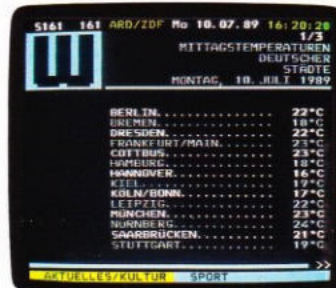 S161 161 ARD/ZDF Mo 10.07.89 16:20:20
1/3
MITTAGSTEMPERATUREN
DEUTSCHER
STÄDTE
MONTAG, 10. JULI 1989
W
BERLIN.................. 22°C
BREMEN.................. 18°C
DRESDEN................. 22°C
FRANKFURT/MAIN.......... 23°C
COTTBUS................. 23°C
HAMBURG................. 18°C
HANNOVER................ 16°C
KIEL.................... 19°C
KÖLN/BONN............... 17°C
LEIPZIG................. 22°C
MÜNCHEN................. 23°C
NÜRNBERG................ 24°C
SAARBRÜCKEN............. 21°C
STUTTGART............... 19°C
>>
AKTUELLES/KULTUR SPORT